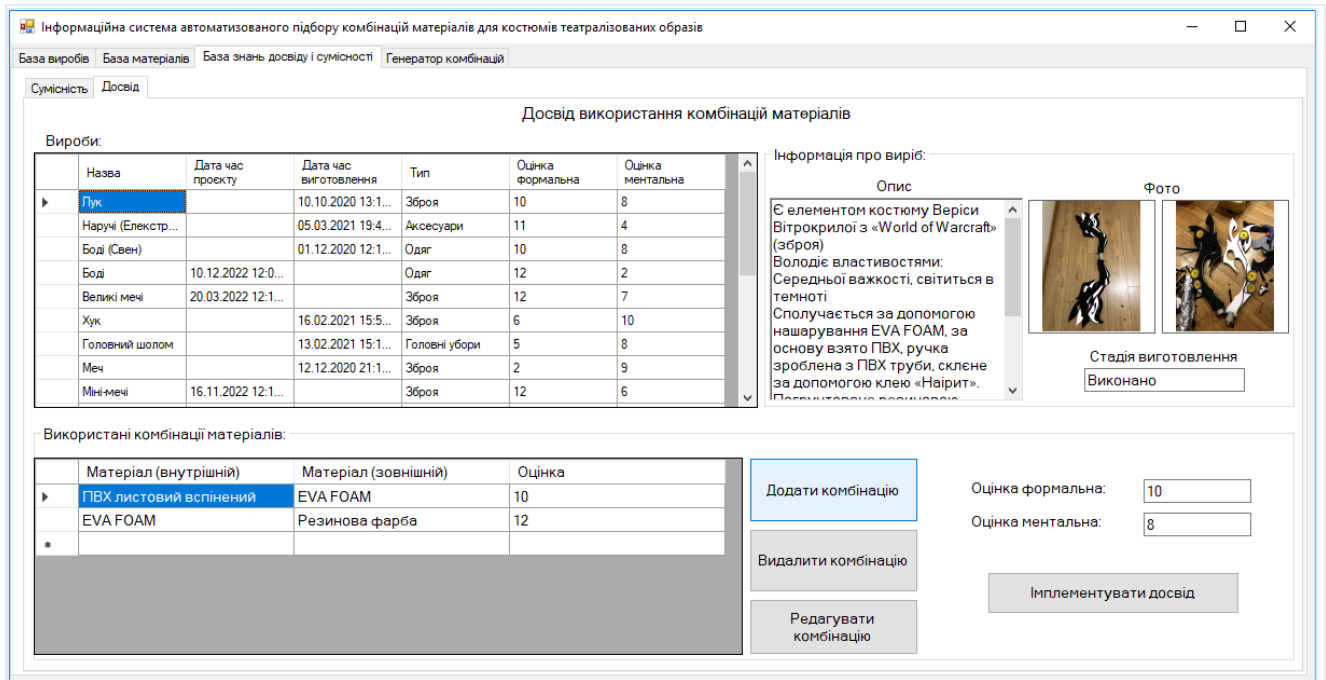 Інформаційна система автоматизованого підбору комбінацій матеріалів для костюмів театралізованих образів
База виробів База матеріалів База знань досвіду і сумісності Генератор комбінацій
Сумісність Досвід
Досвід використання комбінацій матеріалів
Вироби:
Назва Дата час проєкту Дата час виготовлення Тип Оцінка формальна Оцінка ментальна
Лук 10.10.2020 13:1... Зброя 10 8
Наручі (Електр... 05.03.2021 19:4... Аксесуари 11 4
Боді (Свен) 01.12.2020 12:1... Одяг 10 8
Боді 10.12.2022 12:0... Одяг 12 2
Великі мечі 20.03.2022 12:1... Зброя 12 7
Хук 16.02.2021 15:5... Зброя 6 10
Головний шолом 13.02.2021 15:1... Головні убори 5 8
Меч 12.12.2020 21:1... Зброя 2 9
Міні-мечі 16.11.2022 12:1... Зброя 12 6
Інформація про виріб:
Опис
Є елементом костюму Веріси
Вітрокрилої з «World of Warcraft»
(зброя)
Володіє властивостями:
Середньої важкості, світиться в
темноті
Сполучається за допомогою
нашарування EVA FOAM, за
основу взято ПВХ, ручка
зроблена з ПВХ труби, склєне
за допомогою клею «Наірит».
Погрунтоване резиновою
Фото
Стадія виготовлення
Виконано
Використані комбінації матеріалів:
Матеріал (внутрішній) Матеріал (зовнішній) Оцінка
ПВХ листовий вспінений EVA FOAM 10
EVA FOAM Резинова фарба 12
Додати комбінацію
Видалити комбінацію
Редагувати
комбінацію
Оцінка формальна: 10
Оцінка ментальна: 8
Імплементувати досвід